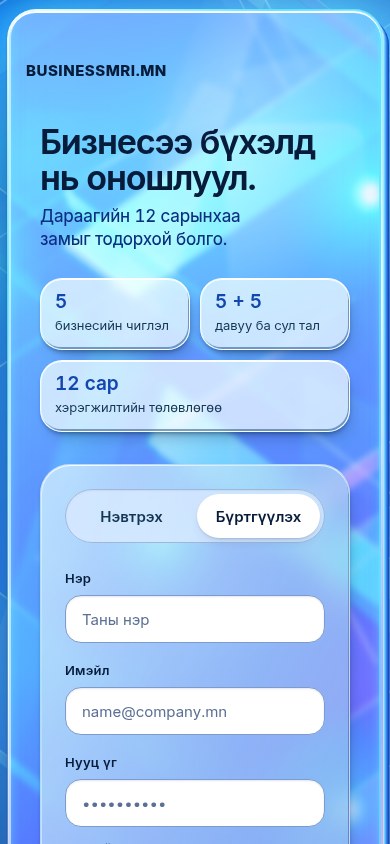 BUSINESSMRI.MN
Бизнесээ бүхэлд
нь оношлуул.
Дараагийн 12 сарынхаа
замыг тодорхой болго.
5
бизнесийн чиглэл
5 + 5
давуу ба сул тал
12 сар
хэрэгжилтийн төлөвлөгөө
Нэвтрэх
Бүртгүүлэх
Нэр
Таны нэр
Имэйл
name@company.mn
Нууц үг
••••••••••